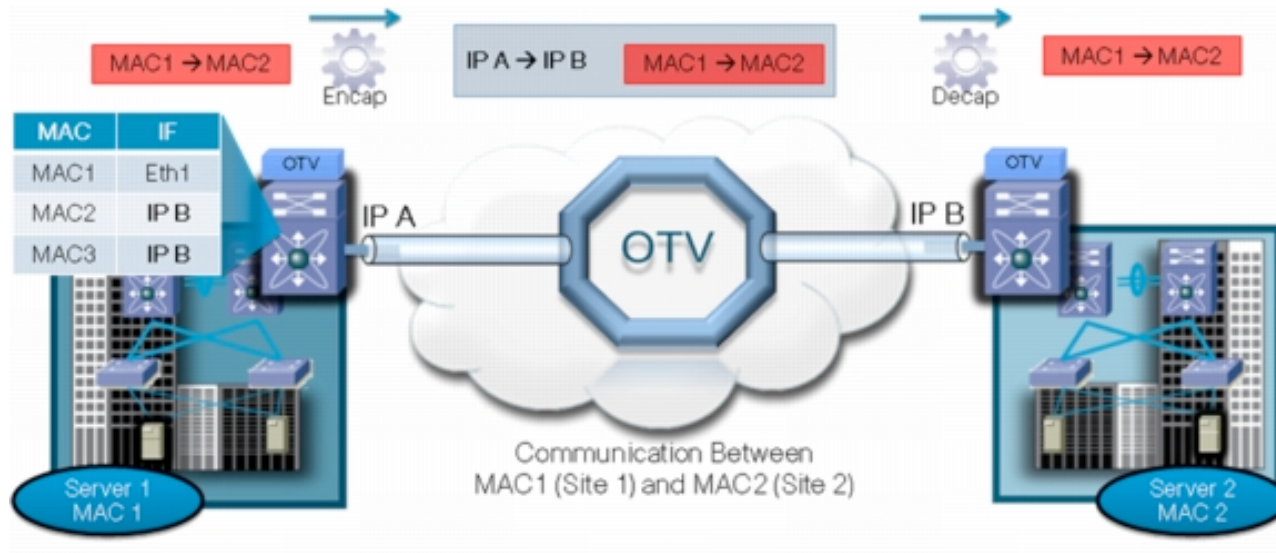 MAC1 → MAC2
Encap
IP A → IP B
MAC1 → MAC2
Decap
MAC1 → MAC2
MAC IF
MAC1 Eth1
MAC2 IP B
MAC3 IP B
OTV
IP A
OTV
IP B
OTV
Communication Between
MAC1 (Site 1) and MAC2 (Site 2)
Server 1
MAC 1
Server 2
MAC 2